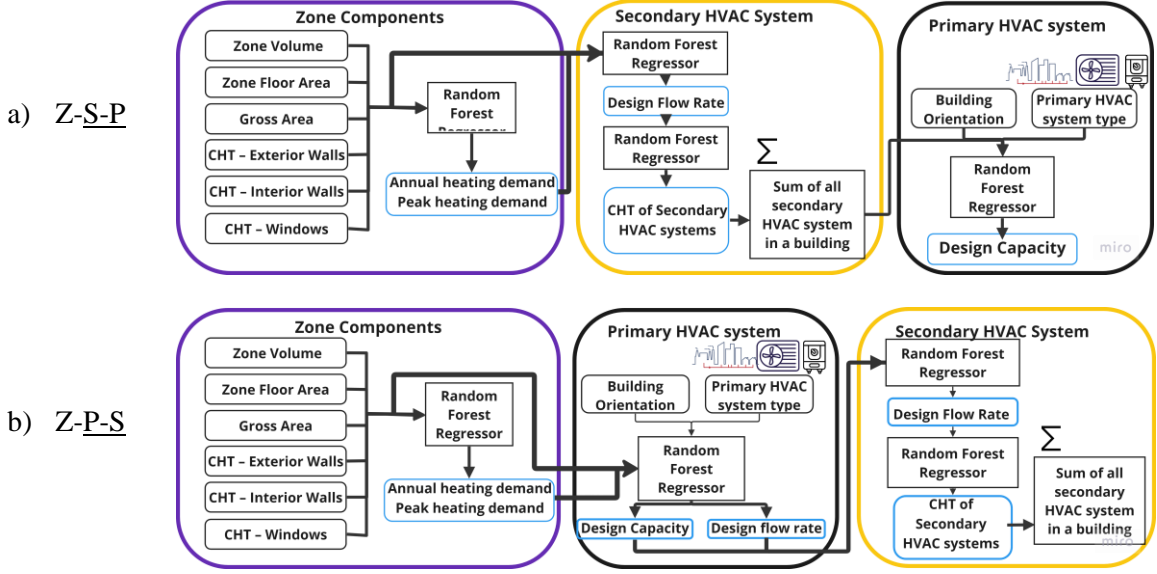 a) Z-S-P
Zone Components
Zone Volume
Zone Floor Area
Gross Area
CHT – Exterior Walls
CHT – Interior Walls
CHT – Windows
Random
Forest
Regressor
Annual heating demand
Peak heating demand
Secondary HVAC System
Random Forest
Regressor
Design Flow Rate
Random Forest
Regressor
CHT of Secondary
HVAC systems
∑
Sum of all
secondary
HVAC system
in a building
Primary HVAC system
Building
Orientation
Primary HVAC
system type
Random
Forest
Regressor
Design Capacity
miro
b) Z-P-S
Zone Components
Zone Volume
Zone Floor Area
Gross Area
CHT – Exterior Walls
CHT – Interior Walls
CHT – Windows
Random
Forest
Regressor
Annual heating demand
Peak heating demand
Primary HVAC system
Building
Orientation
Primary HVAC
system type
Random
Forest
Regressor
Design Capacity
Design flow rate
Secondary HVAC System
Random Forest
Regressor
Design Flow Rate
Random Forest
Regressor
CHT of
Secondary
HVAC systems
∑
Sum of all
secondary
HVAC system
in a building
miro